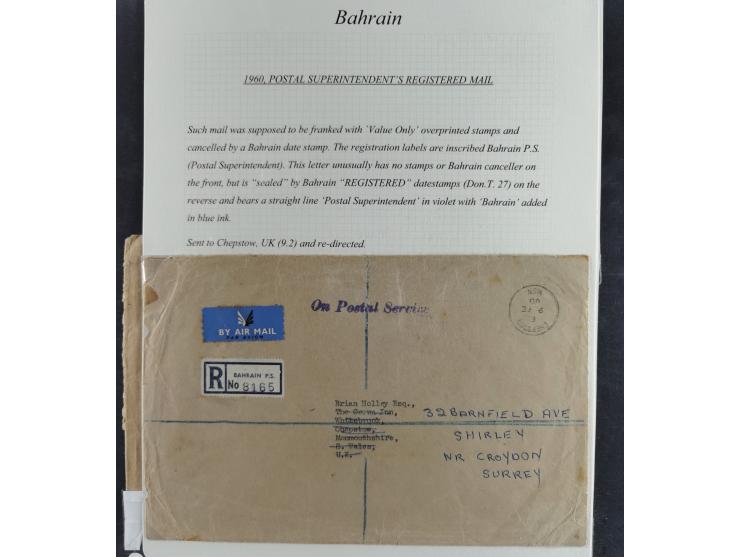 Bahrain
1960, POSTAL SUPERINTENDENT'S REGISTERED MAIL
Such mail was supposed to be franked with 'Value Only' overprinted stamps and
cancelled by a Bahrain date stamp. The registration labels are inscribed Bahrain P.S.
(Postal Superintendent). This letter unusually has no stamps or Bahrain canceller on
the front, but is "sealed" by Bahrain "REGISTERED" datestamps (Don.T. 27) on the
reverse and bears a straight line 'Postal Superintendent' in violet with 'Bahrain' added
in blue ink.
Sent to Chepstow, UK (9.2) and re-directed.
On Postal Service
BY AIR MAIL
PAR AVION
R BAHRAIN P.S.
No 8165
Brian Holley Esq.,
The Crown Inn,
Whitebrook,
Chepstow,
Monmouthshire,
S. Wales,
U.K.
32 BARNFIELD AVE
SHIRLEY
NR CROYDON
SURREY